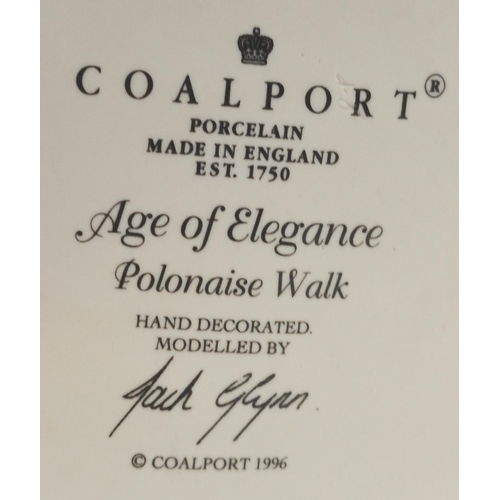 COALPORT®
PORCELAIN
MADE IN ENGLAND
EST. 1750
Age of Elegance
Polonaise Walk
HAND DECORATED.
MODELLED BY
Jack Glynn.
© COALPORT 1996